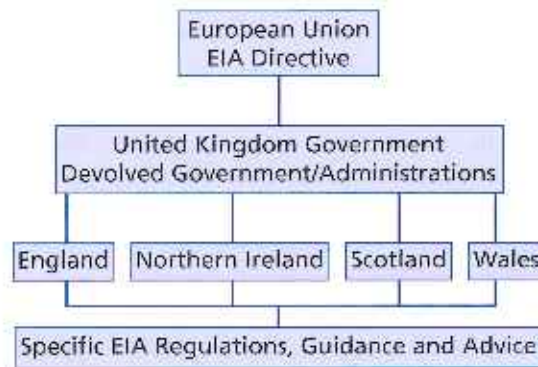 European Union
EIA Directive
United Kingdom Government
Devolved Government/Administrations
England
Northern Ireland
Scotland
Wales
Specific EIA Regulations, Guidance and Advice